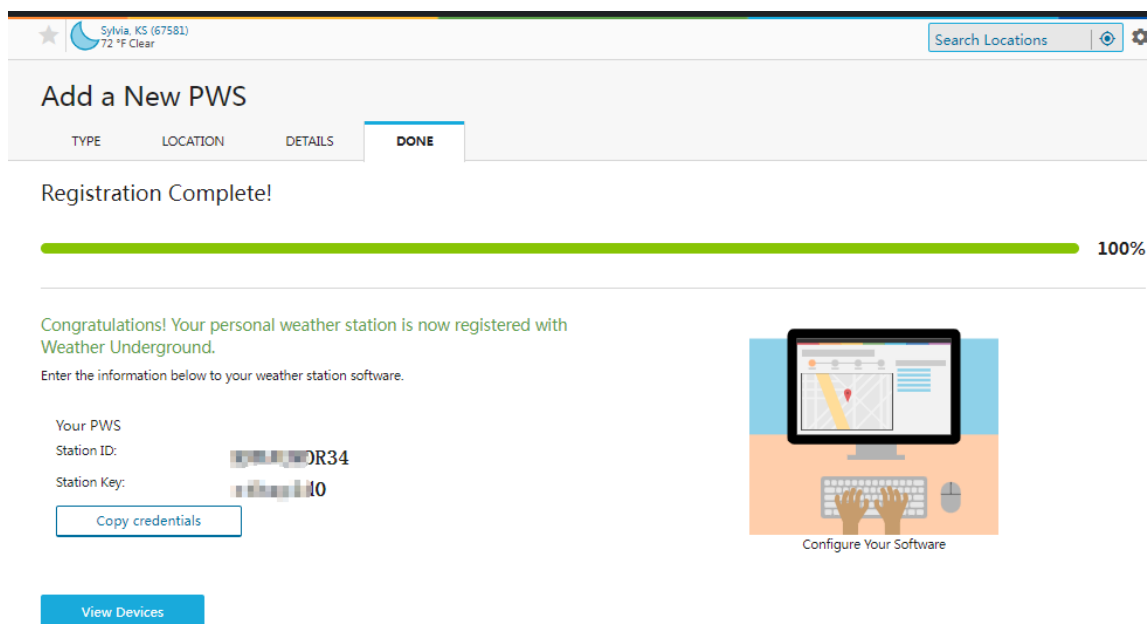 Sylvia, KS (67581)
72 °F Clear
Search Locations
Add a New PWS
TYPE LOCATION DETAILS DONE
Registration Complete!
100%
Congratulations! Your personal weather station is now registered with
Weather Underground.
Enter the information below to your weather station software.
Your PWS
Station ID:
Station Key:
Copy credentials
Configure Your Software
View Devices